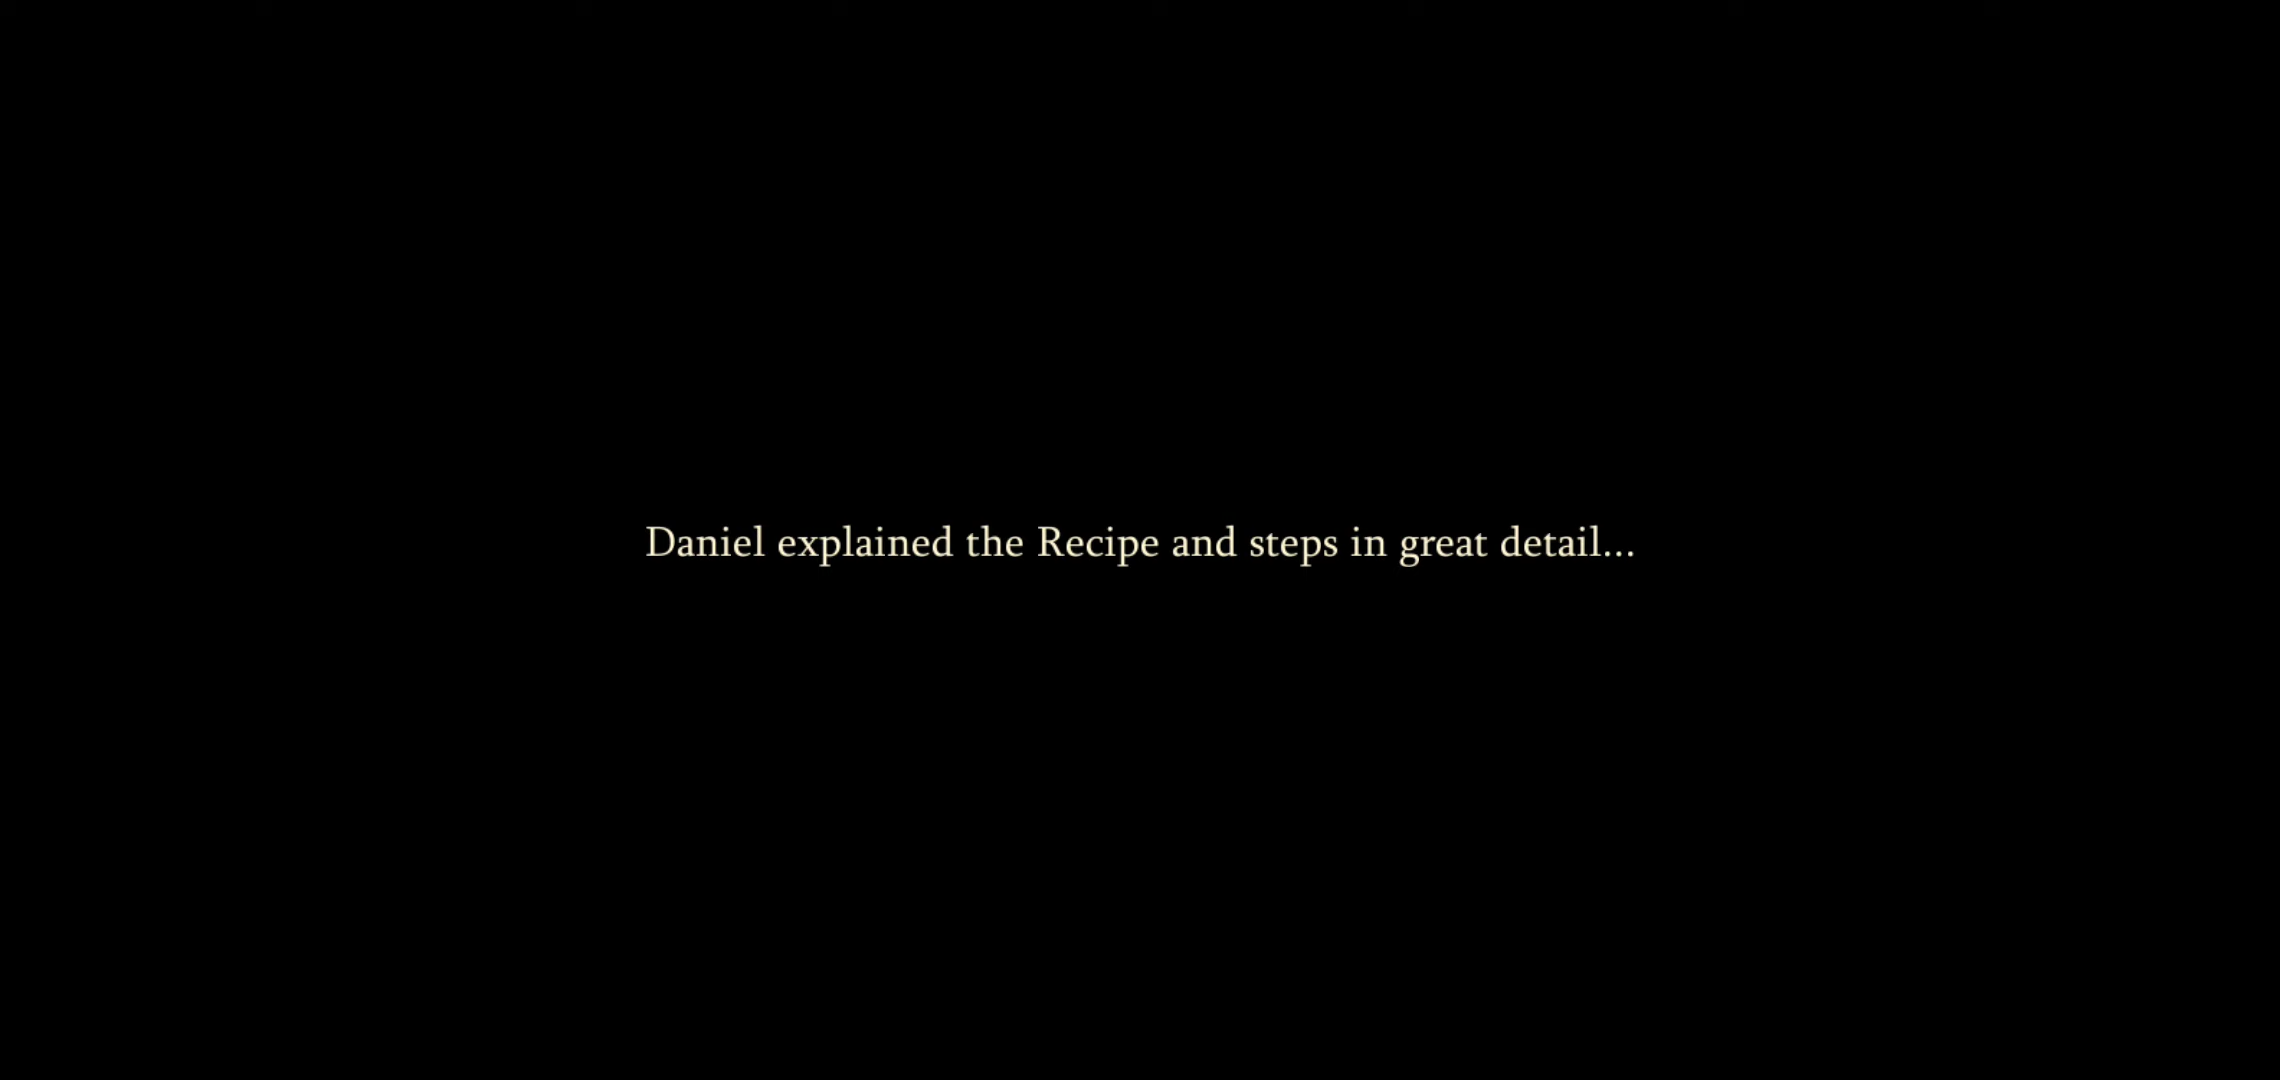 Daniel explained the Recipe and steps in great detail...